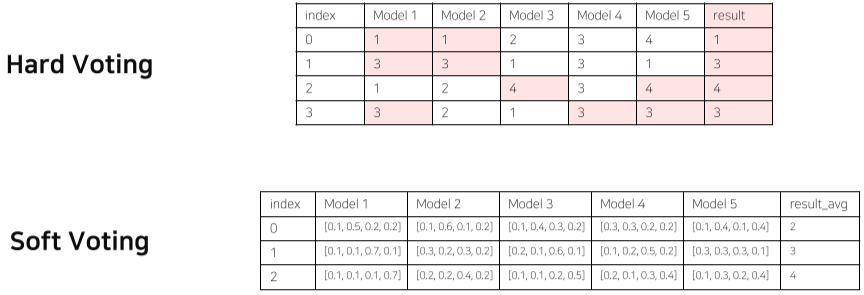 Hard Voting
index Model 1 Model 2 Model 3 Model 4 Model 5 result
0 1 1 2 3 4 1
1 3 3 1 3 1 3
2 1 2 4 3 4 4
3 3 2 1 3 3 3
Soft Voting
index Model 1 Model 2 Model 3 Model 4 Model 5 result_avg
0 [0.1, 0.5, 0.2, 0.2] [0.1, 0.6, 0.1, 0.2] [0.1, 0.4, 0.3, 0.2] [0.3, 0.3, 0.2, 0.2] [0.1, 0.4, 0.1, 0.4] 2
1 [0.1, 0.1, 0.7, 0.1] [0.3, 0.2, 0.3, 0.2] [0.2, 0.1, 0.6, 0.1] [0.1, 0.2, 0.5, 0.2] [0.3, 0.3, 0.3, 0.1] 3
2 [0.1, 0.1, 0.1, 0.7] [0.2, 0.2, 0.4, 0.2] [0.1, 0.1, 0.2, 0.5] [0.2, 0.1, 0.3, 0.4] [0.1, 0.3, 0.2, 0.4] 4